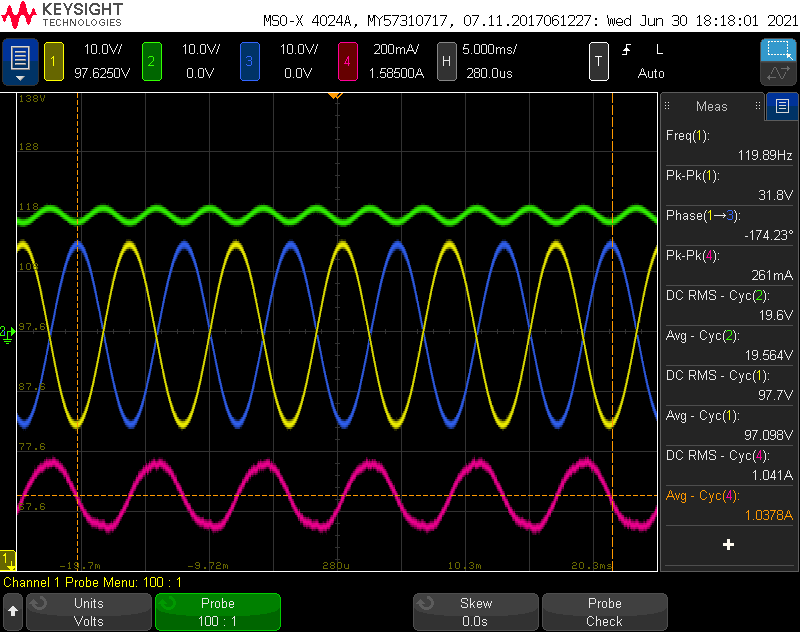 KEYSIGHT
TECHNOLOGIES
MSO-X 4024A, MY57310717, 07.11.2017061227: Wed Jun 30 18:18:01 2021
1 10.0V/ 2 10.0V/ 3 10.0V/ 4 200mA/ H 5.000ms/ T L
97.6250V 0.0V 0.0V 1.58500A 280.0us Auto
138V
128
118
108
97.6
87.6
77.6
67.6
2
1
-19.7m -9.72m 280u 10.3m 20.3ms
Meas
Freq(1):
119.89Hz
Pk-Pk(1):
31.8V
Phase(1→3):
-174.23°
Pk-Pk(4):
261mA
DC RMS - Cyc(2):
19.6V
Avg - Cyc(2):
19.564V
DC RMS - Cyc(1):
97.7V
Avg - Cyc(1):
97.098V
DC RMS - Cyc(4):
1.041A
Avg - Cyc(4):
1.0378A
+
Channel 1 Probe Menu: 100 : 1
Units
Volts
Probe
100 : 1
Skew
0.0s
Probe
Check